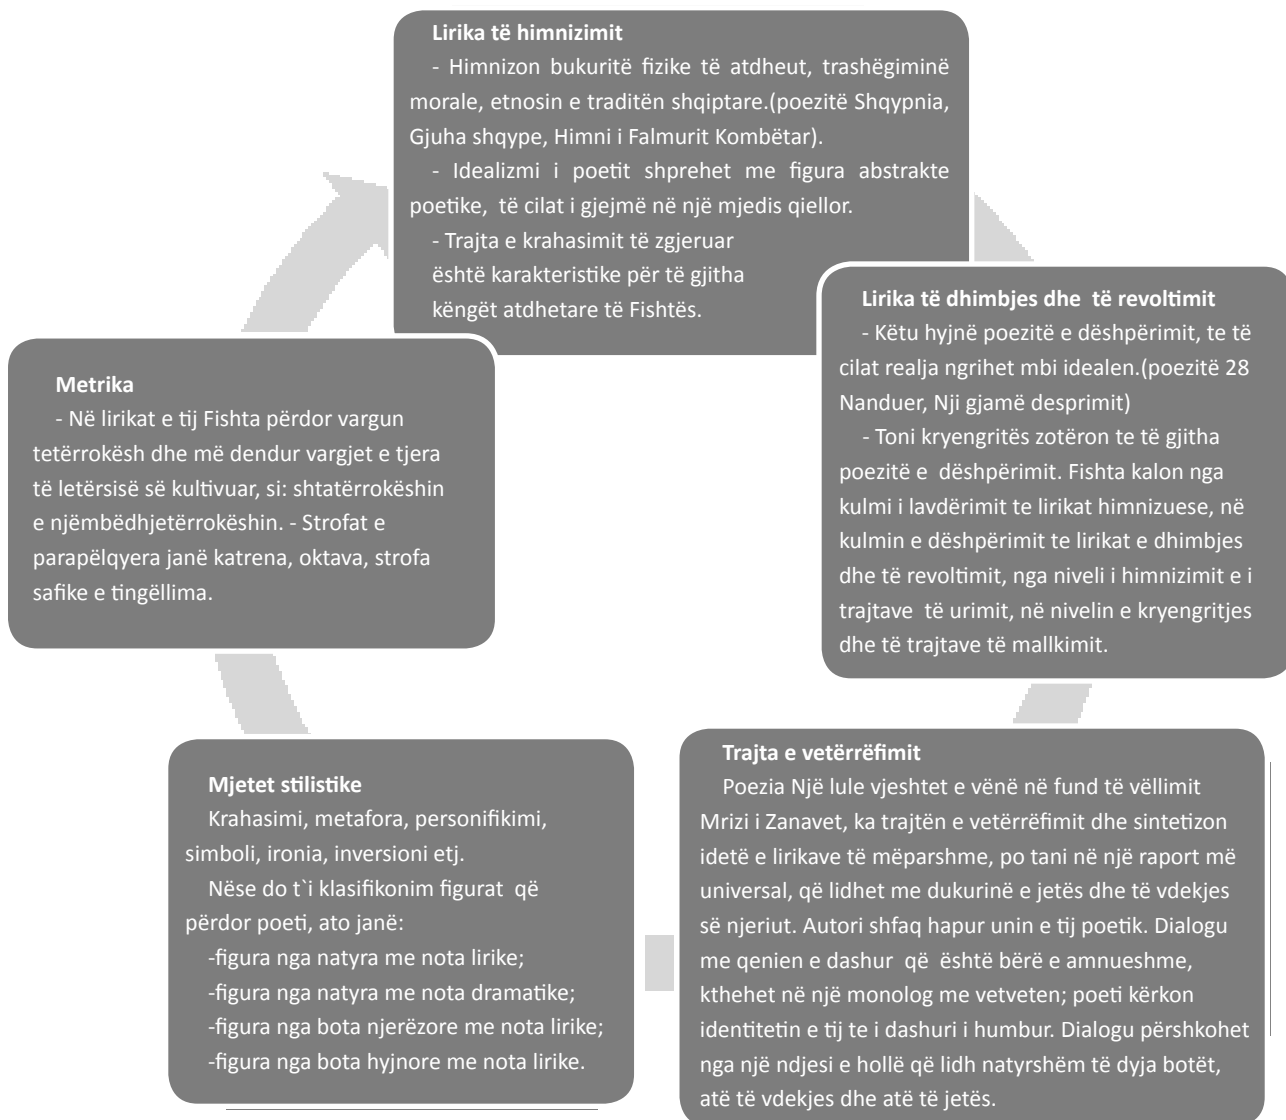 Lirika të himnizimit
- Himnizon bukuritë fizike të atdheut, trashëgiminë
morale, etnosin e traditën shqiptare.(poezitë Shqypnia,
Gjuha shqype, Himni i Falmurit Kombëtar).
- Idealizmi i poetit shprehet me figura abstrakte
poetike, të cilat i gjejmë në një mjedis qiellor.
- Trajta e krahasimit të zgjeruar
është karakteristike për të gjitha
këngët atdhetare të Fishtës.
Lirika të dhimbjes dhe të revoltimit
- Këtu hyjnë poezitë e dëshpërimit, te të
cilat realja ngrihet mbi idealen.(poezitë 28
Nanduer, Nji gjamë desprimit)
- Toni kryengritës zotëron te të gjitha
poezitë e dëshpërimit. Fishta kalon nga
kulmi i lavdërimit te lirikat himnizuese, në
kulmin e dëshpërimit te lirikat e dhimbjes
dhe të revoltimit, nga niveli i himnizimit e i
trajtave të urimit, në nivelin e kryengritjes
dhe të trajtave të mallkimit.
Trajta e vetërrëfimit
Poezia Një lule vjeshtet e vënë në fund të vëllimit
Mrizi i Zanavet, ka trajtën e vetërrëfimit dhe sintetizon
idetë e lirikave të mëparshme, po tani në një raport më
universal, që lidhet me dukurinë e jetës dhe të vdekjes
së njeriut. Autori shfaq hapur unin e tij poetik. Dialogu
me qenien e dashur që është bërë e amnueshme,
kthehet në një monolog me vetveten; poeti kërkon
identitetin e tij te i dashuri i humbur. Dialogu përshkohet
nga një ndjesi e hollë që lidh natyrshëm të dyja botët,
atë të vdekjes dhe atë të jetës.
Mjetet stilistike
Krahasimi, metafora, personifikimi,
simboli, ironia, inversioni etj.
Nëse do t`i klasifikonim figurat që
përdor poeti, ato janë:
-figura nga natyra me nota lirike;
-figura nga natyra me nota dramatike;
-figura nga bota njerëzore me nota lirike;
-figura nga bota hyjnore me nota lirike.
Metrika
- Në lirikat e tij Fishta përdor vargun
tetërrokësh dhe më dendur vargjet e tjera
të letërsisë së kultivuar, si: shtatërrokëshin
e njëmbëdhjetërrokëshin. - Strofat e
parapëlqyera janë katrena, oktava, strofa
safike e tingëllima.